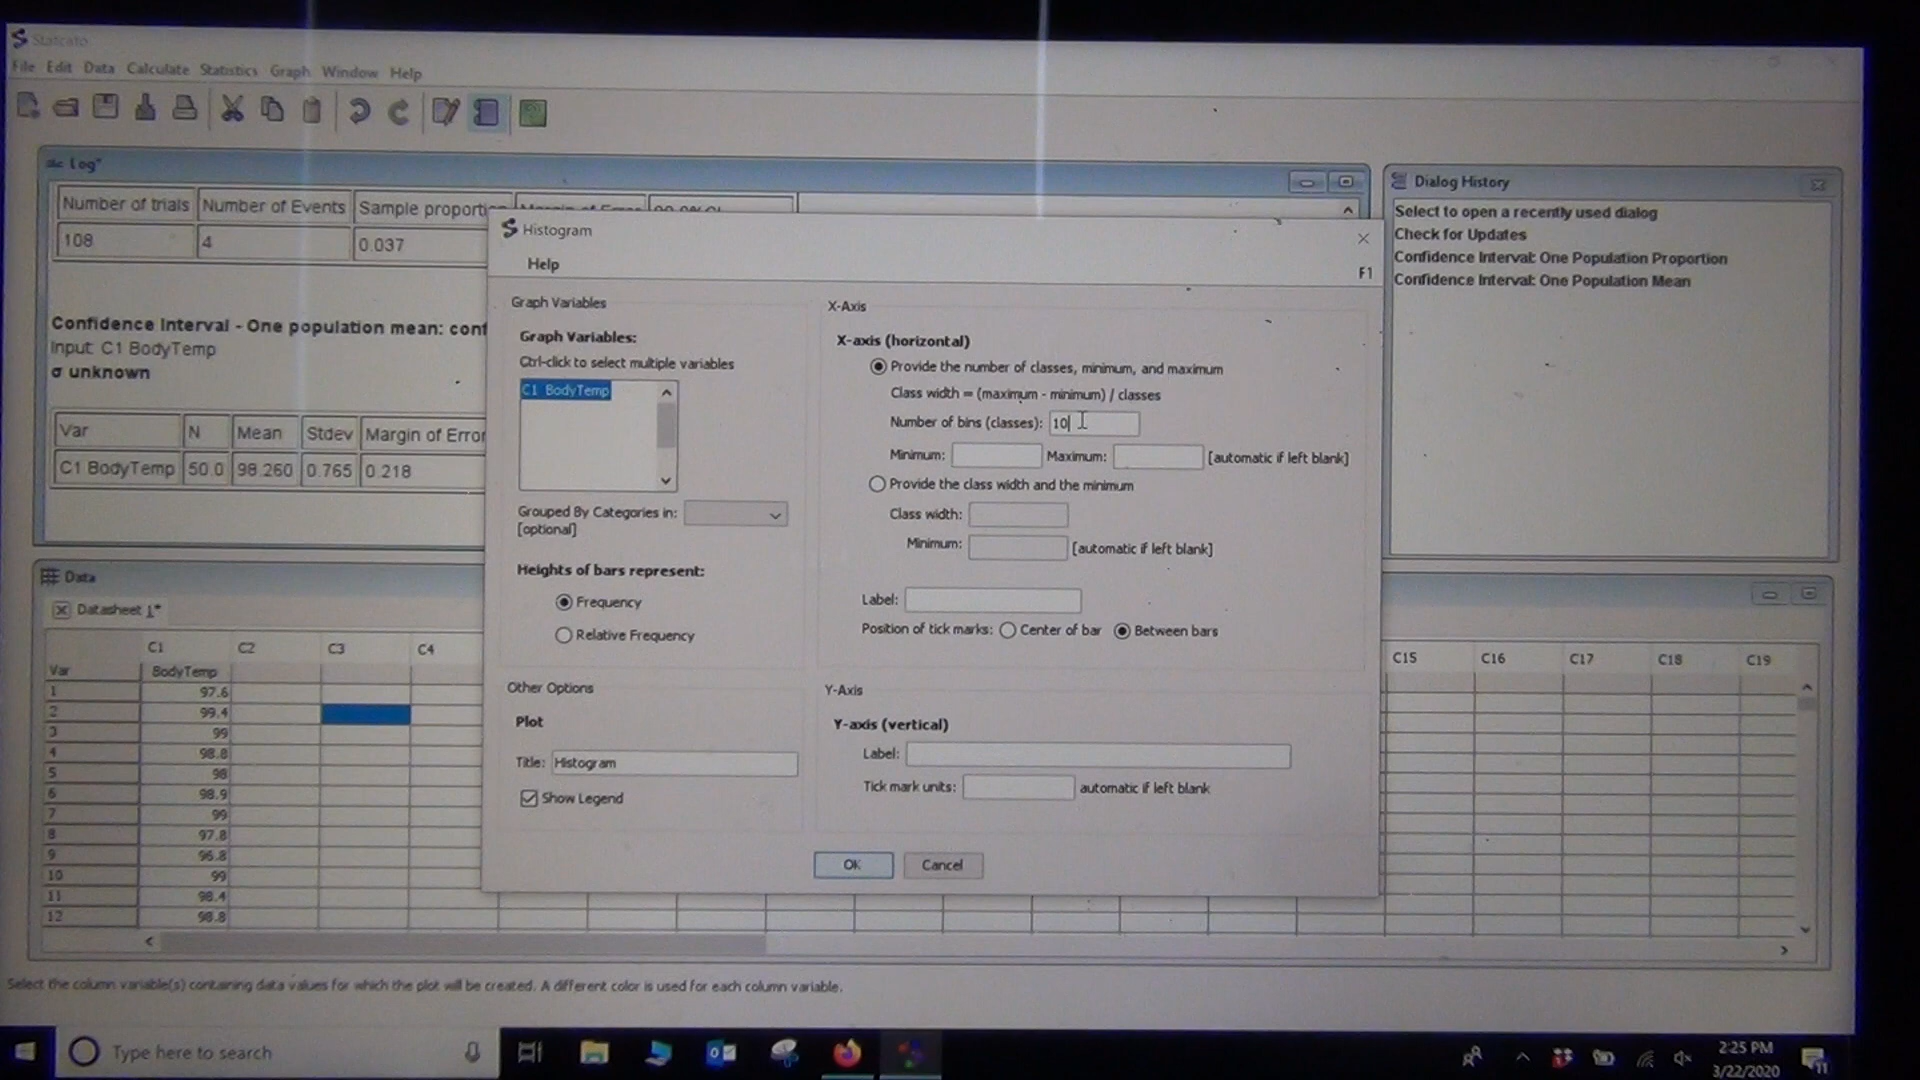 Statcato
File Edit Data Calculate Statistics Graph Window Help
Log*
Number of trials Number of Events Sample proportio
108 4 0.037
Confidence Interval - One population mean: conf
Input: C1 BodyTemp
σ unknown
Var N Mean Stdev Margin of Error
C1 BodyTemp 50.0 98.260 0.765 0.218
Histogram
Help F1
Graph Variables
Graph Variables:
Ctrl-click to select multiple variables
C1 BodyTemp
Grouped By Categories in:
[optional]
Heights of bars represent:
Frequency
Relative Frequency
Other Options
Plot
Title: Histogram
Show Legend
X-Axis
X-axis (horizontal)
Provide the number of classes, minimum, and maximum
Class width = (maximum - minimum) / classes
Number of bins (classes): 10
Minimum: Maximum: [automatic if left blank]
Provide the class width and the minimum
Class width:
Minimum: [automatic if left blank]
Label:
Position of tick marks: Center of bar Between bars
Y-Axis
Y-axis (vertical)
Label:
Tick mark units: automatic if left blank
OK Cancel
Dialog History
Select to open a recently used dialog
Check for Updates
Confidence Interval: One Population Proportion
Confidence Interval: One Population Mean
Data
Datasheet 1*
C1 C2 C3 C4 C15 C16 C17 C18 C19
Var BodyTemp
1 97.6
2 99.4
3 99
4 98.8
5 98
6 98.9
7 99
8 97.8
9 96.8
10 99
11 98.4
12 98.8
Select the column variable(s) containing data values for which the plot will be created. A different color is used for each column variable.
Type here to search
2:25 PM
3/22/2020
11